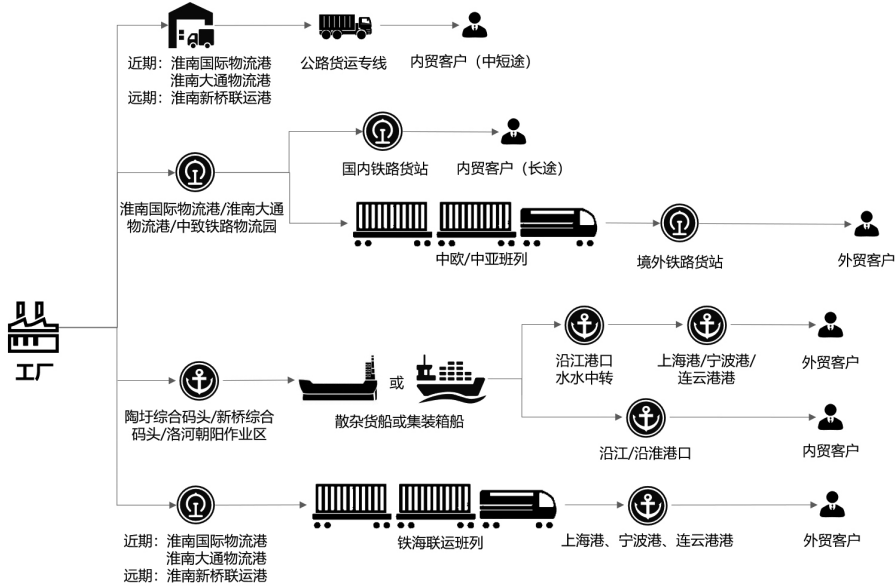 近期：淮南国际物流港
淮南大通物流港
远期：淮南新桥联运港
公路货运专线
内贸客户（中短途）
国内铁路货站
内贸客户（长途）
淮南国际物流港/淮南大通
物流港/中致铁路物流园
中欧/中亚班列
境外铁路货站
外贸客户
工厂
沿江港口
水水中转
上海港/宁波港/
连云港港
外贸客户
陶圩综合码头/新桥综合
码头/洛河朝阳作业区
或
散杂货船或集装箱船
沿江/沿淮港口
内贸客户
近期：淮南国际物流港
淮南大通物流港
远期：淮南新桥联运港
铁海联运班列
上海港、宁波港、连云港港
外贸客户